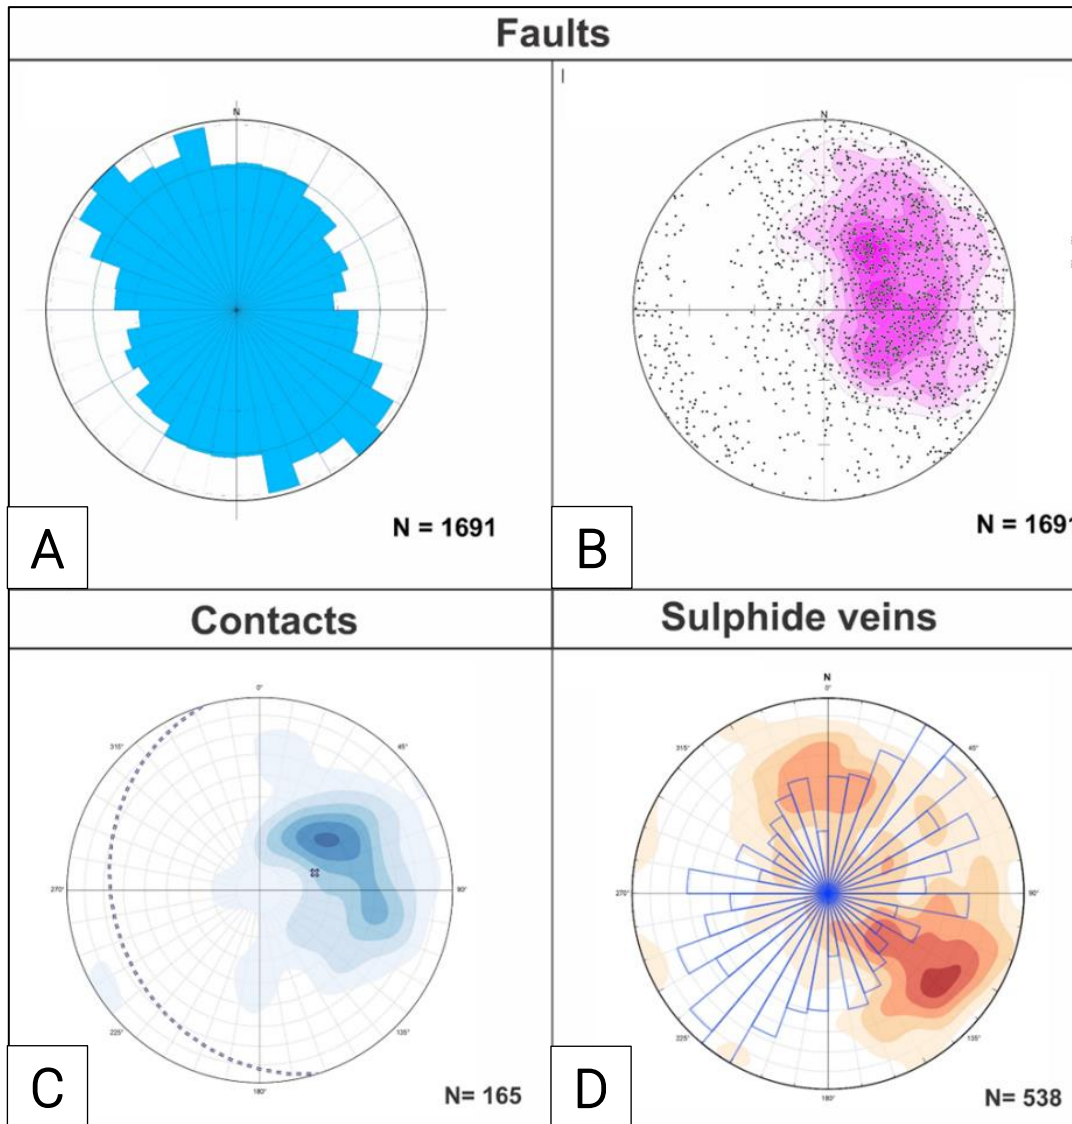 Faults
N
N = 1691
A
N
N = 1691
B
Contacts
0°
45°
90°
135°
180°
225°
270°
315°
N= 165
C
Sulphide veins
N
0°
45°
90°
135°
180°
225°
270°
315°
N= 538
D